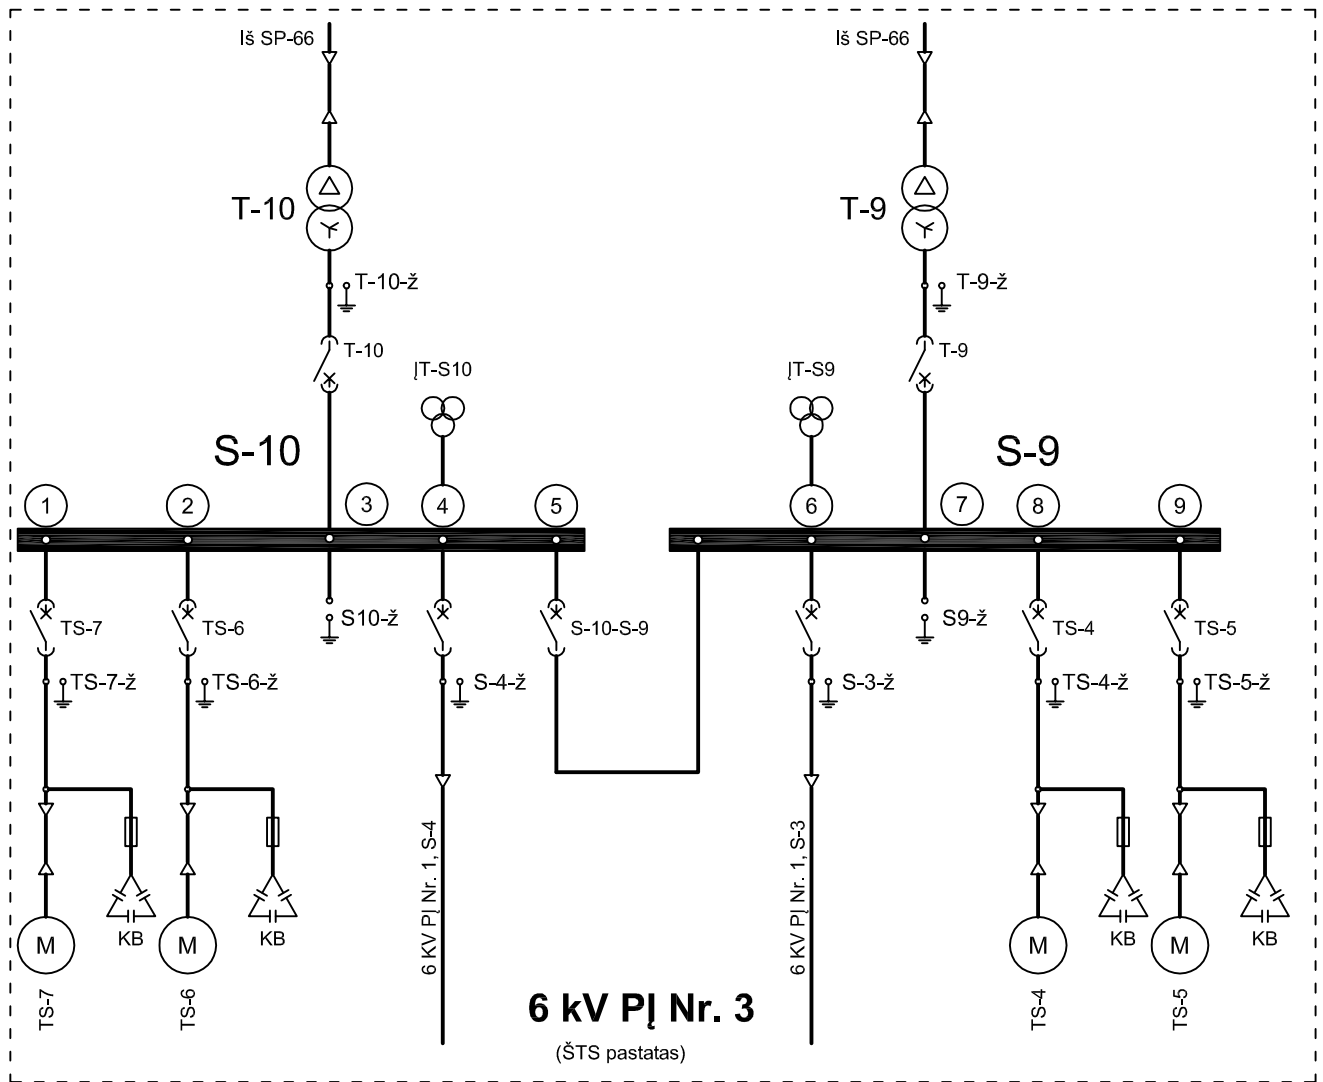 Iš SP-66
Iš SP-66
T-10
T-9
T-10-ž
T-9-ž
T-10
T-9
ĮT-S10
ĮT-S9
S-10
S-9
1
2
3
4
5
6
7
8
9
TS-7
TS-6
S10-ž
S-10-S-9
S9-ž
TS-4
TS-5
TS-7-ž
TS-6-ž
S-4-ž
S-3-ž
TS-4-ž
TS-5-ž
6 KV PĮ Nr. 1, S-4
6 KV PĮ Nr. 1, S-3
M
KB
M
KB
M
KB
M
KB
TS-7
TS-6
TS-4
TS-5
6 kV PĮ Nr. 3
(ŠTS pastatas)